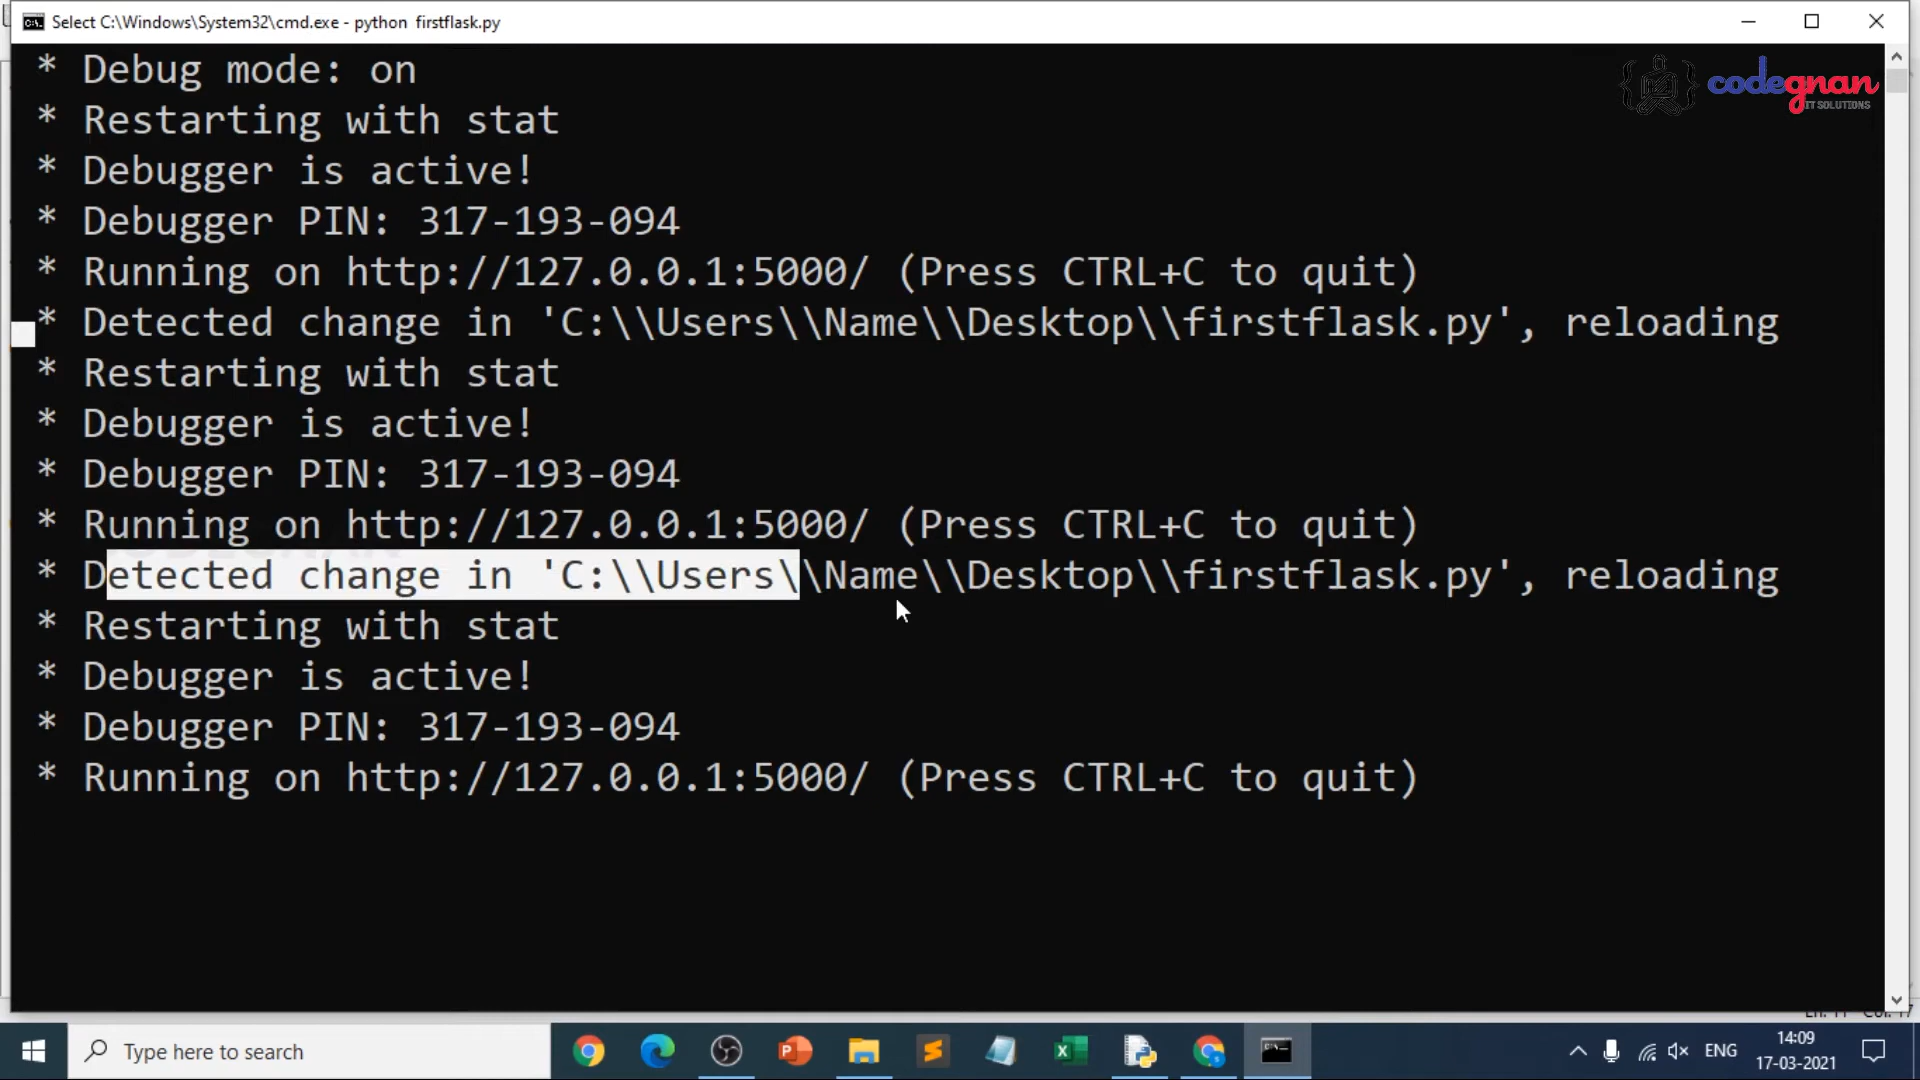 Select C:\Windows\System32\cmd.exe - python  firstflask.py
* Debug mode: on
* Restarting with stat
* Debugger is active!
* Debugger PIN: 317-193-094
* Running on http://127.0.0.1:5000/ (Press CTRL+C to quit)
* Detected change in 'C:\\Users\\Name\\Desktop\\firstflask.py', reloading
* Restarting with stat
* Debugger is active!
* Debugger PIN: 317-193-094
* Running on http://127.0.0.1:5000/ (Press CTRL+C to quit)
* Detected change in 'C:\\Users\\Name\\Desktop\\firstflask.py', reloading
* Restarting with stat
* Debugger is active!
* Debugger PIN: 317-193-094
* Running on http://127.0.0.1:5000/ (Press CTRL+C to quit)
codegnan
IT SOLUTIONS
Type here to search
ENG
14:09
17-03-2021